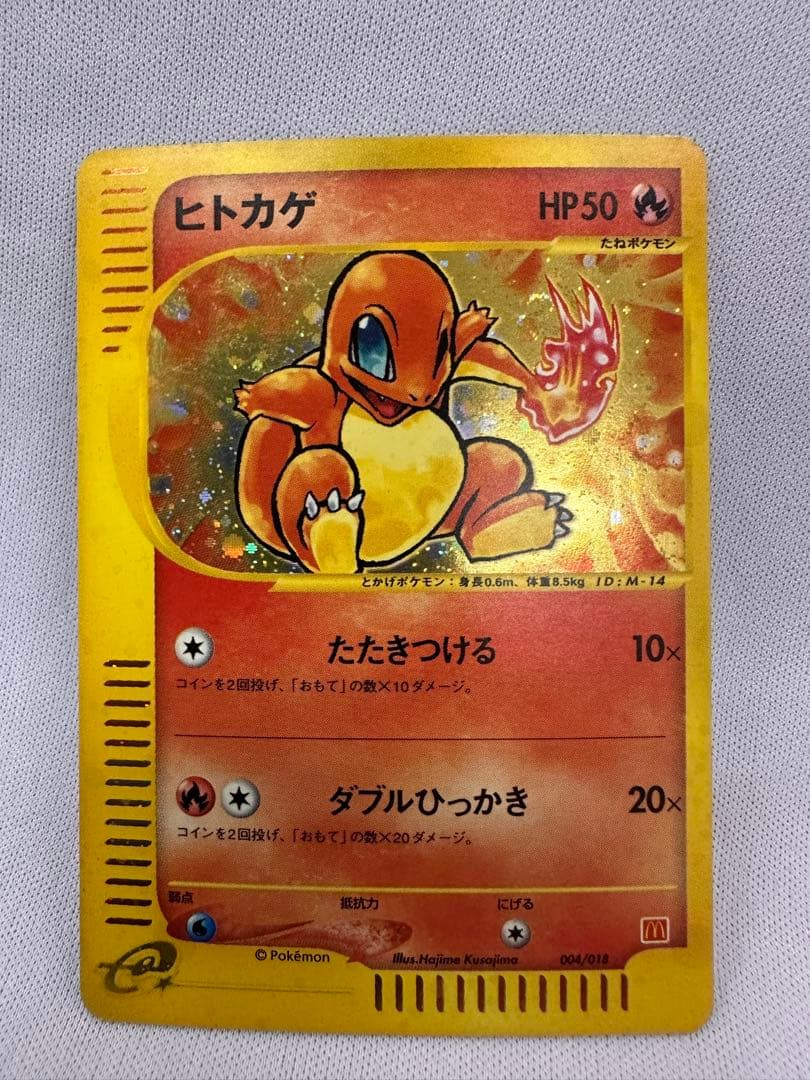 ヒトカゲ HP50
たねポケモン
とかげポケモン：身長0.6m、体重8.5kg ID:M-14
たたきつける 10×
コインを2回投げ、「おもて」の数×10ダメージ。
ダブルひっかき 20×
コインを2回投げ、「おもて」の数×20ダメージ。
弱点 抵抗力 にげる
©Pokémon Illus.Hajime Kusajima 004/018